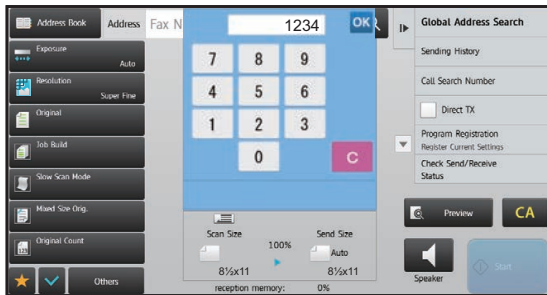 Address Book
Address
Fax N
1234
OK
Global Address Search
Exposure
Auto
Sending History
Resolution
Super Fine
7 8 9
Call Search Number
Original
4 5 6
Direct TX
Job Build
1 2 3
Program Registration
Register Current Settings
Slow Scan Mode
0
C
Check Send/Receive
Status
Mixed Size Orig.
Preview
CA
Scan Size
100%
Send Size
Auto
Original Count
8½x11
8½x11
Others
reception memory: 0%
Speaker
Start